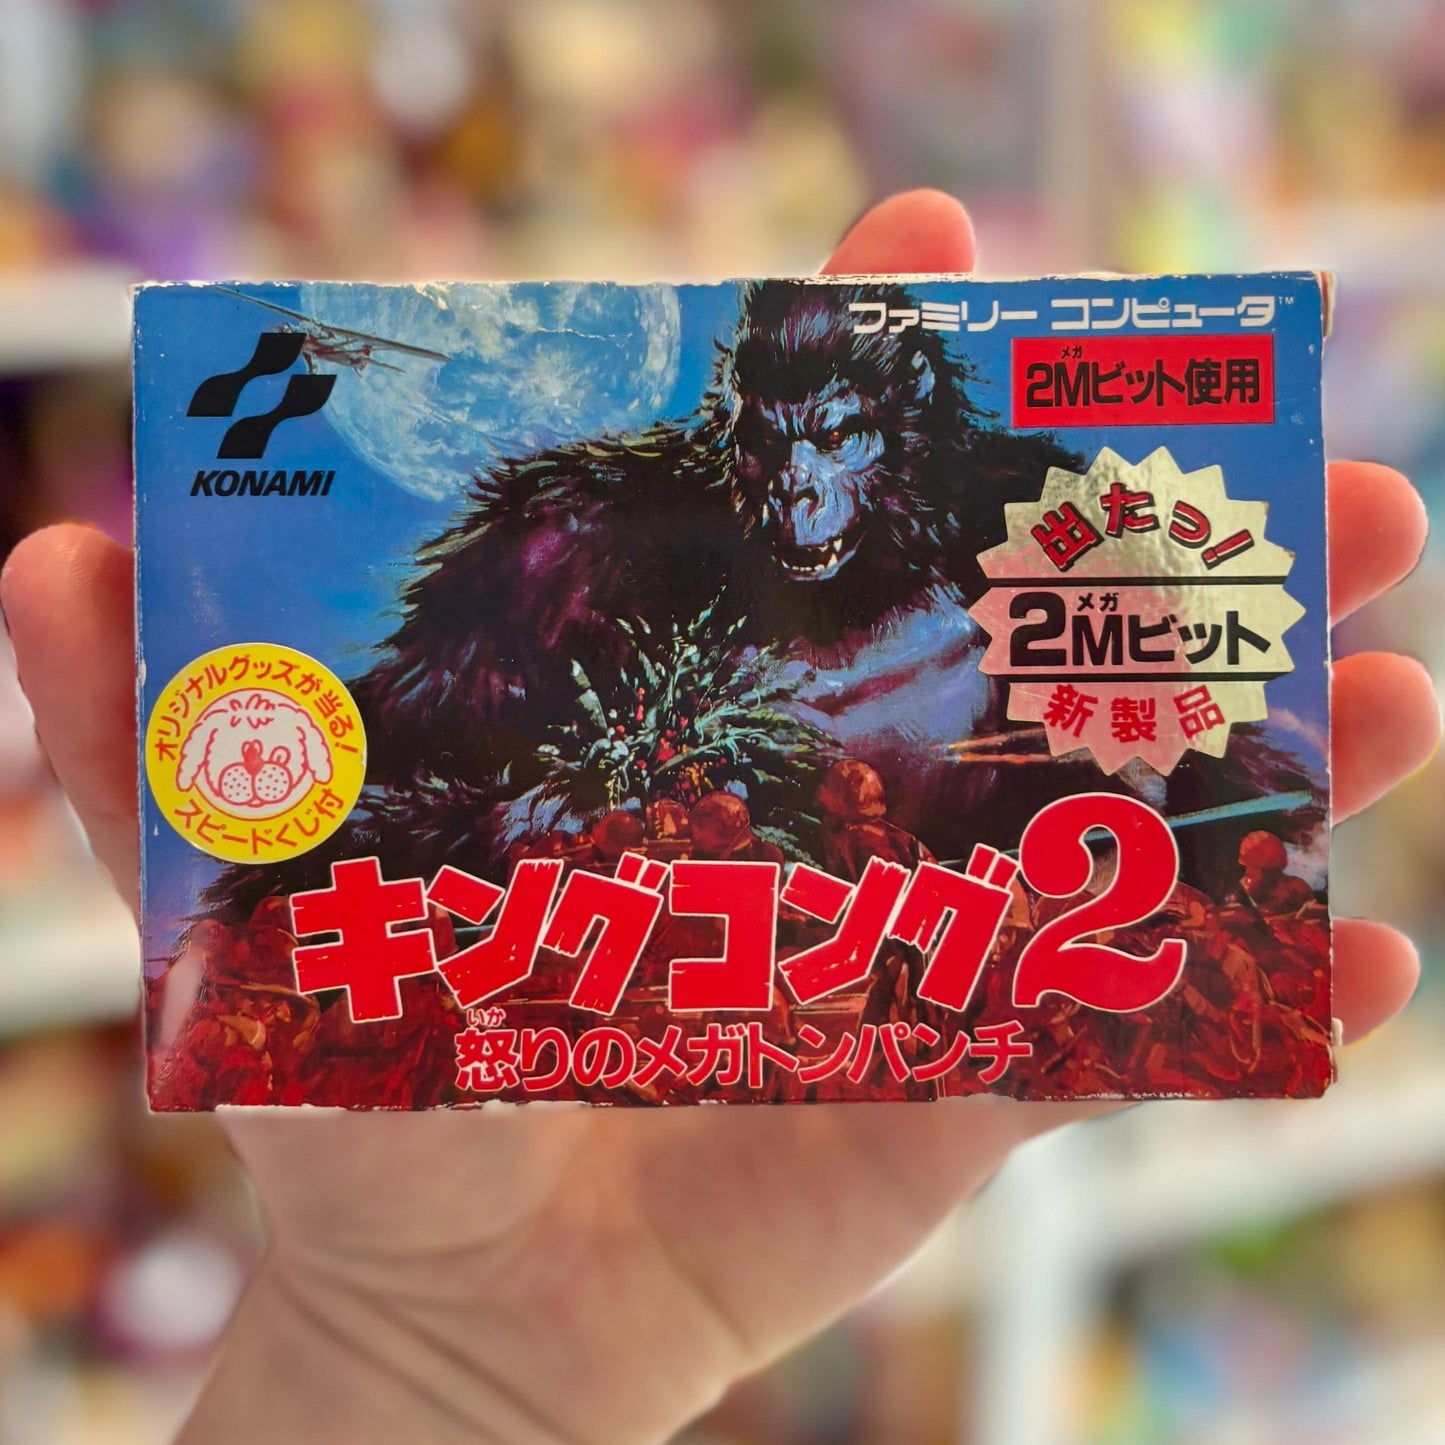 ファミリー コンピュータ™
メガ
2Mビット使用
KONAMI
出たっ!
メガ
2Mビット
新製品
オリジナルグッズが当る!
スピードくじ付
キングコング2
いか
怒りのメガトンパンチ